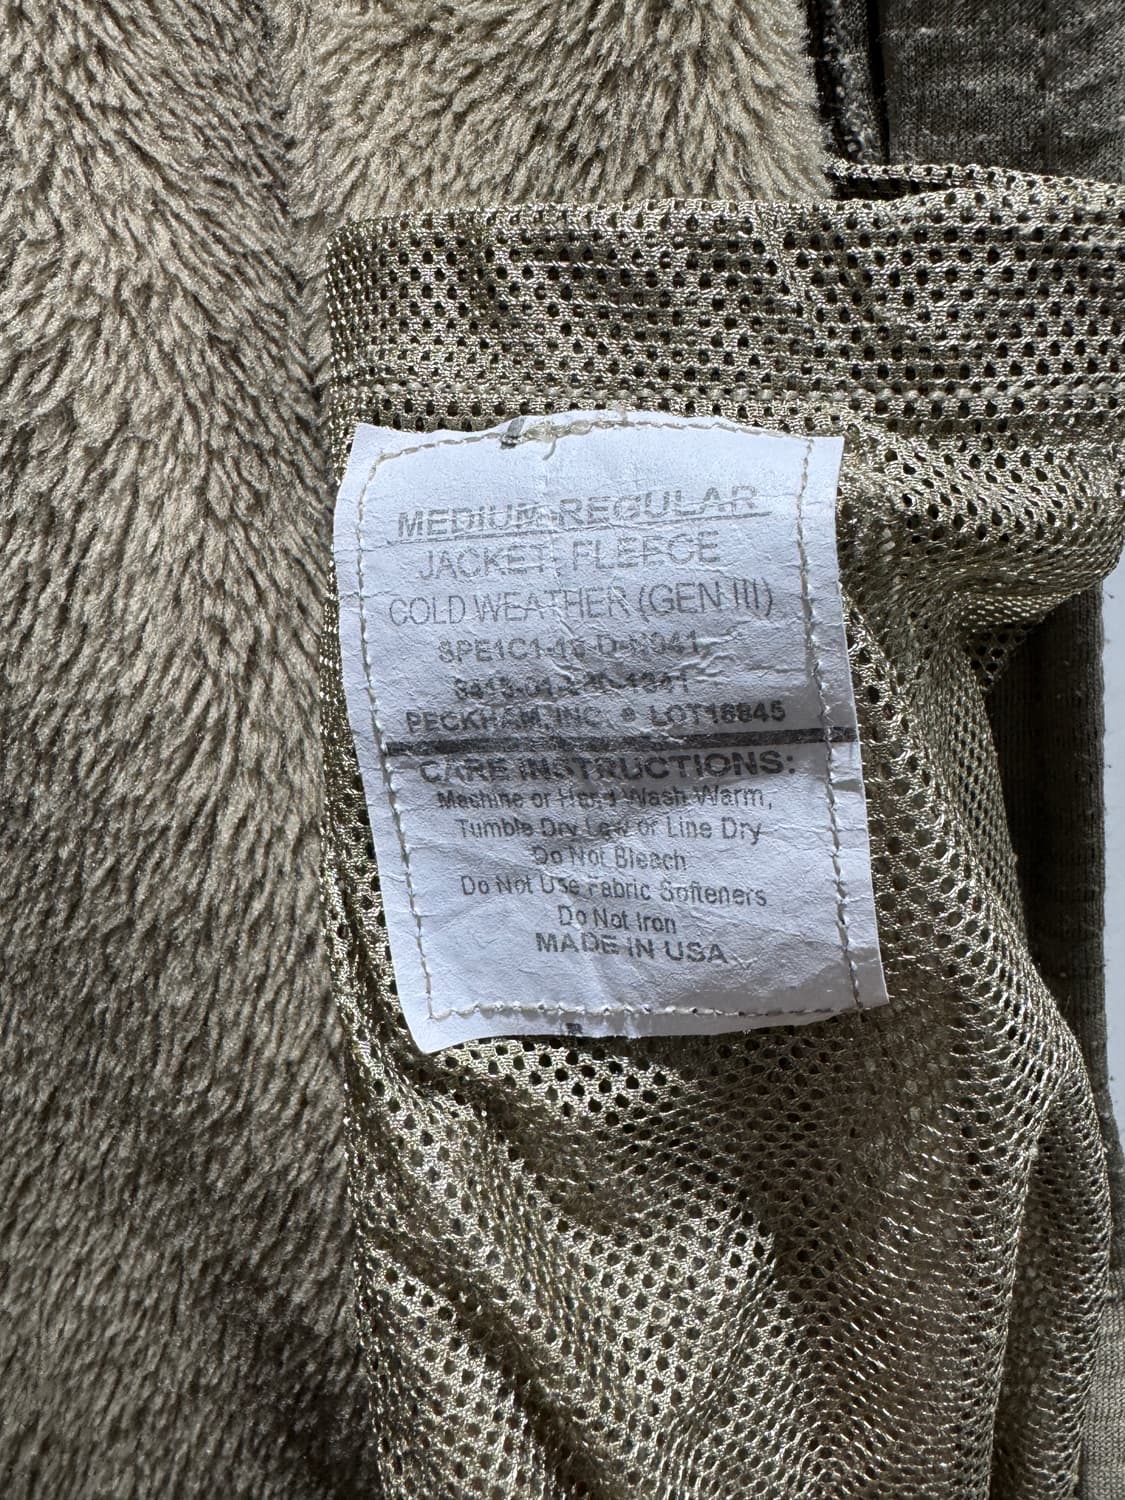 MEDIUM-REGULAR
JACKET, FLEECE
COLD WEATHER (GEN III)
PECKHAM, INC. • LOT16845
CARE INSTRUCTIONS:
Machine or Hand Wash Warm,
Tumble Dry Low or Line Dry
Do Not Bleach
Do Not Use Fabric Softeners
Do Not Iron
MADE IN USA